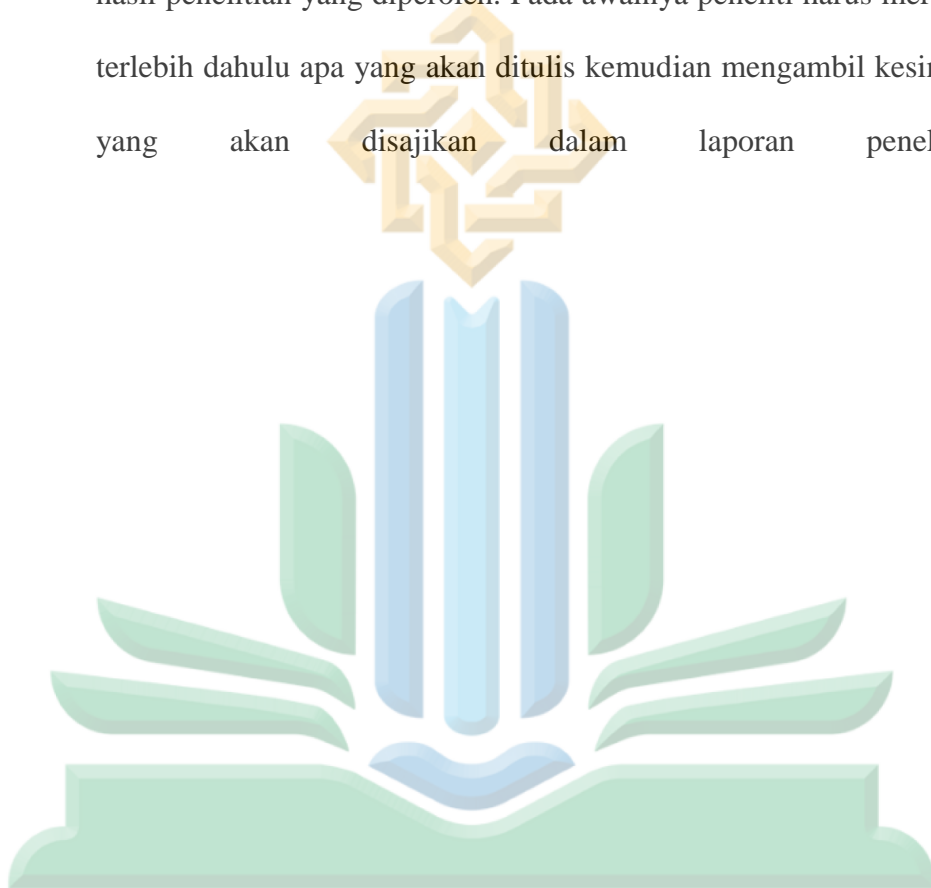 hasil penelitian yang diperoleh. Pada awalnya peneliti harus
terlebih dahulu apa yang akan ditulis kemudian mengambil
yang akan disajikan dalam laporan